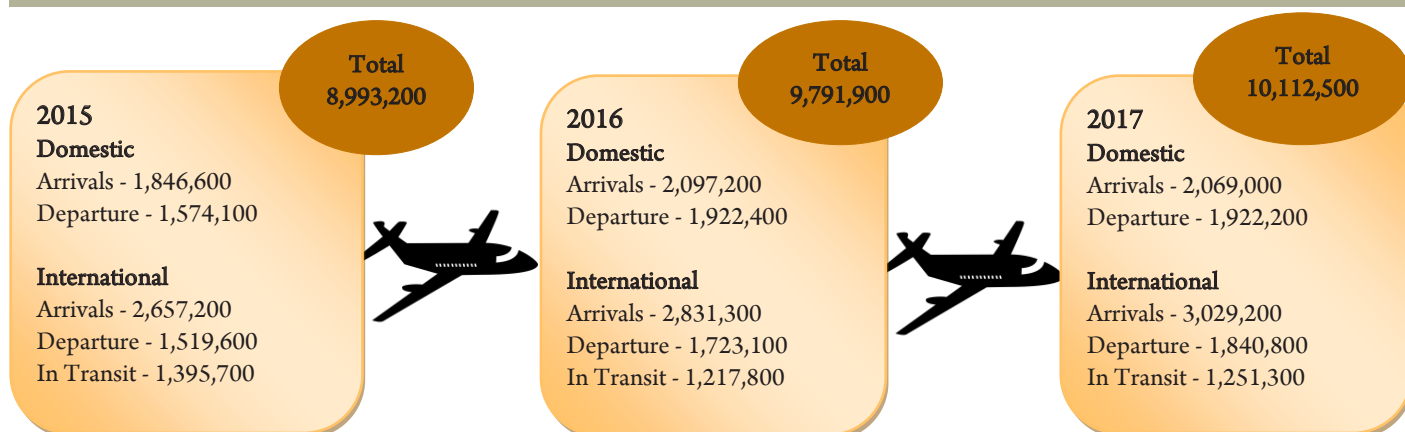 Total
8,993,200
2015
Domestic
Arrivals - 1,846,600
Departure - 1,574,100
International
Arrivals - 2,657,200
Departure - 1,519,600
In Transit - 1,395,700
Total
9,791,900
2016
Domestic
Arrivals - 2,097,200
Departure - 1,922,400
International
Arrivals - 2,831,300
Departure - 1,723,100
In Transit - 1,217,800
Total
10,112,500
2017
Domestic
Arrivals - 2,069,000
Departure - 1,922,200
International
Arrivals - 3,029,200
Departure - 1,840,800
In Transit - 1,251,300